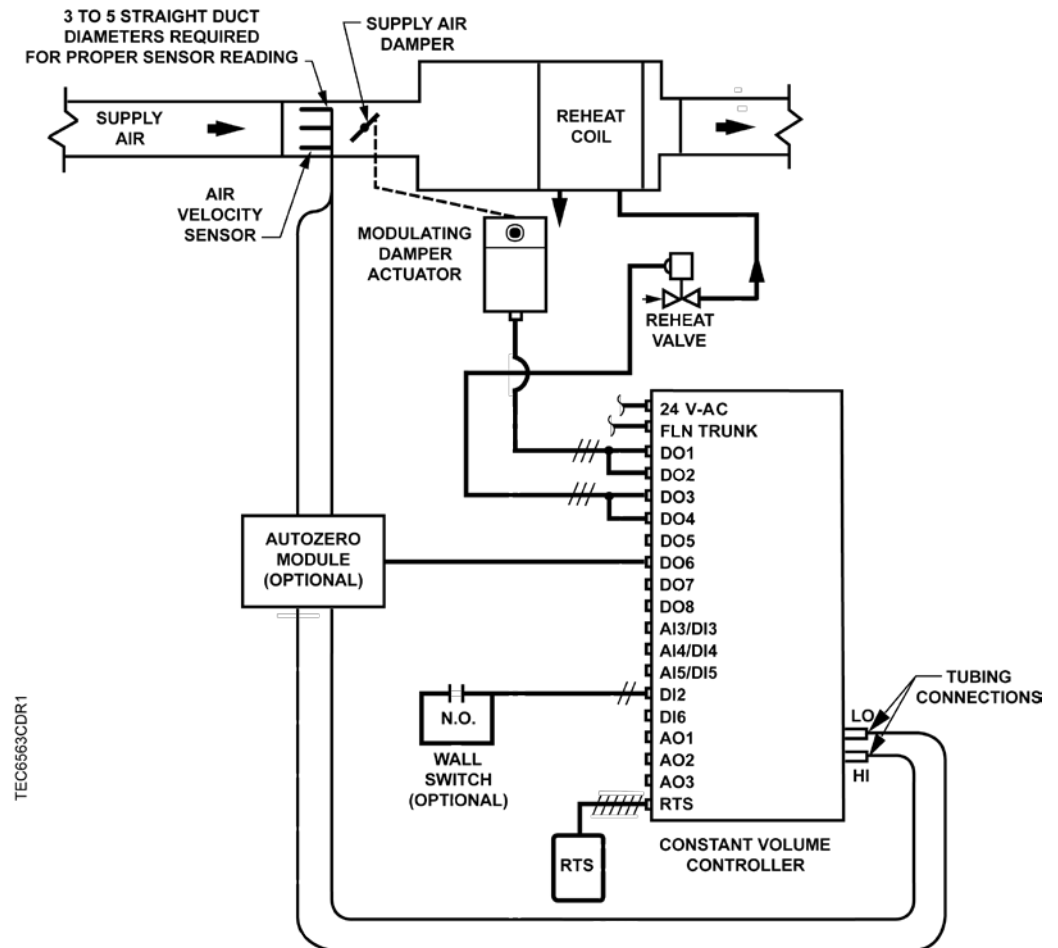 3 TO 5 STRAIGHT DUCT
DIAMETERS REQUIRED
FOR PROPER SENSOR READING
SUPPLY AIR
DAMPER
SUPPLY
AIR
REHEAT
COIL
AIR
VELOCITY
SENSOR
MODULATING
DAMPER
ACTUATOR
REHEAT
VALVE
24 V-AC
FLN TRUNK
DO1
DO2
DO3
DO4
DO5
DO6
DO7
DO8
AI3/DI3
AI4/DI4
AI5/DI5
DI2
DI6
AO1
AO2
AO3
RTS
AUTOZERO
MODULE
(OPTIONAL)
N.O.
WALL
SWITCH
(OPTIONAL)
RTS
TUBING
CONNECTIONS
LO
HI
CONSTANT VOLUME
CONTROLLER
TEC6563CDR1